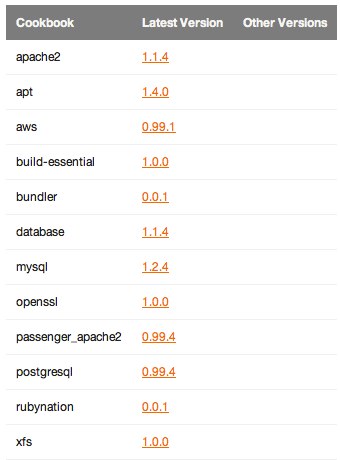 Cookbook Latest Version Other Versions
apache2 1.1.4
apt 1.4.0
aws 0.99.1
build-essential 1.0.0
bundler 0.0.1
database 1.1.4
mysql 1.2.4
openssl 1.0.0
passenger_apache2 0.99.4
postgresql 0.99.4
rubynation 0.0.1
xfs 1.0.0